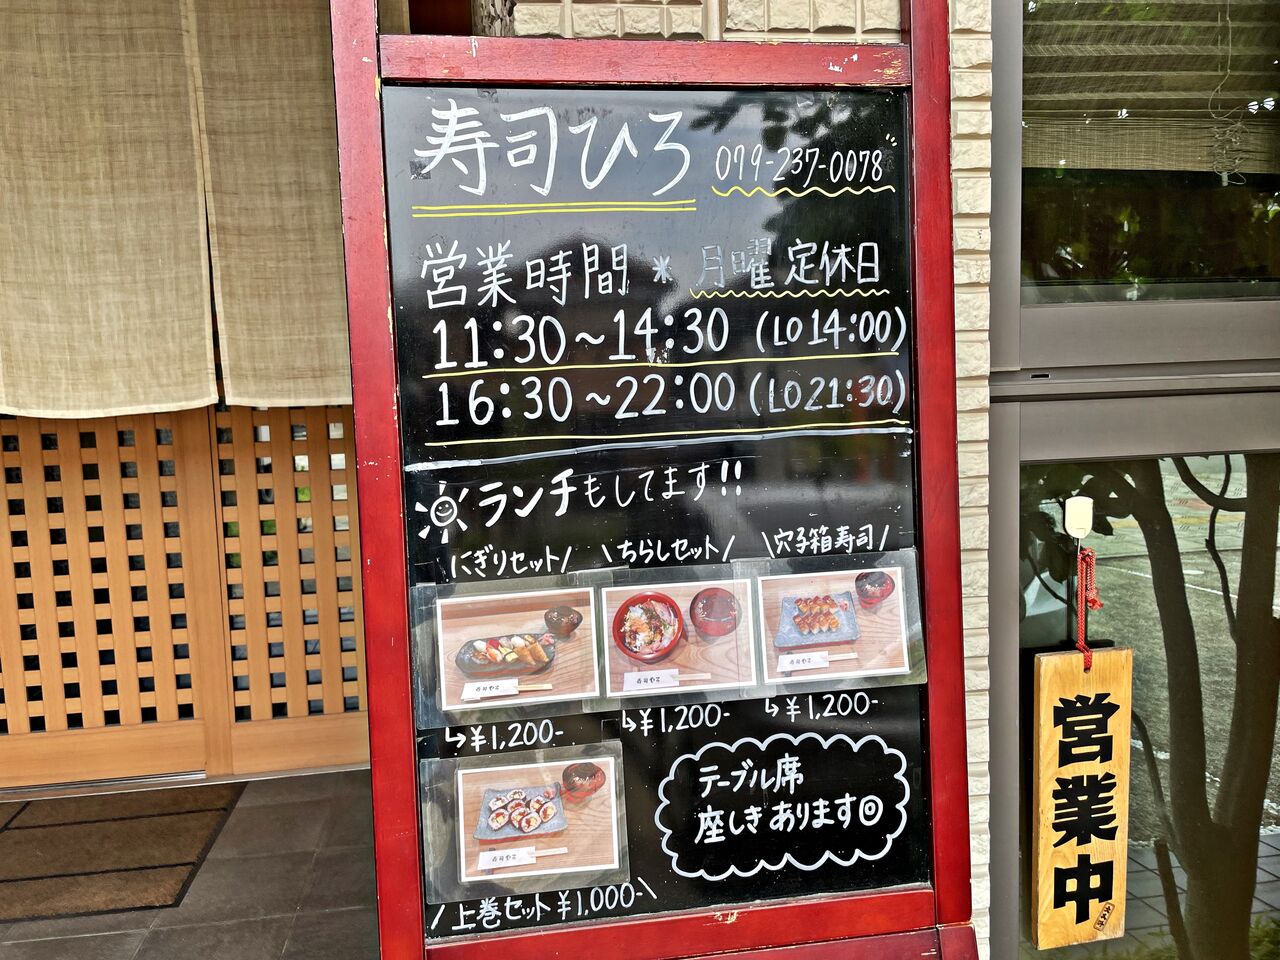 寿司ひろ 079-237-0078
営業時間 * 月曜定休日
11:30~14:30 (LO14:00)
16:30~22:00 (LO21:30)
ランチもしてます!!
にぎりセット/ \ちらしセット/ \穴子箱寿司/
↳¥1,200- ↳¥1,200- ↳¥1,200-
テーブル席
座しきあります◎
/上巻セット¥1,000-\
営業中